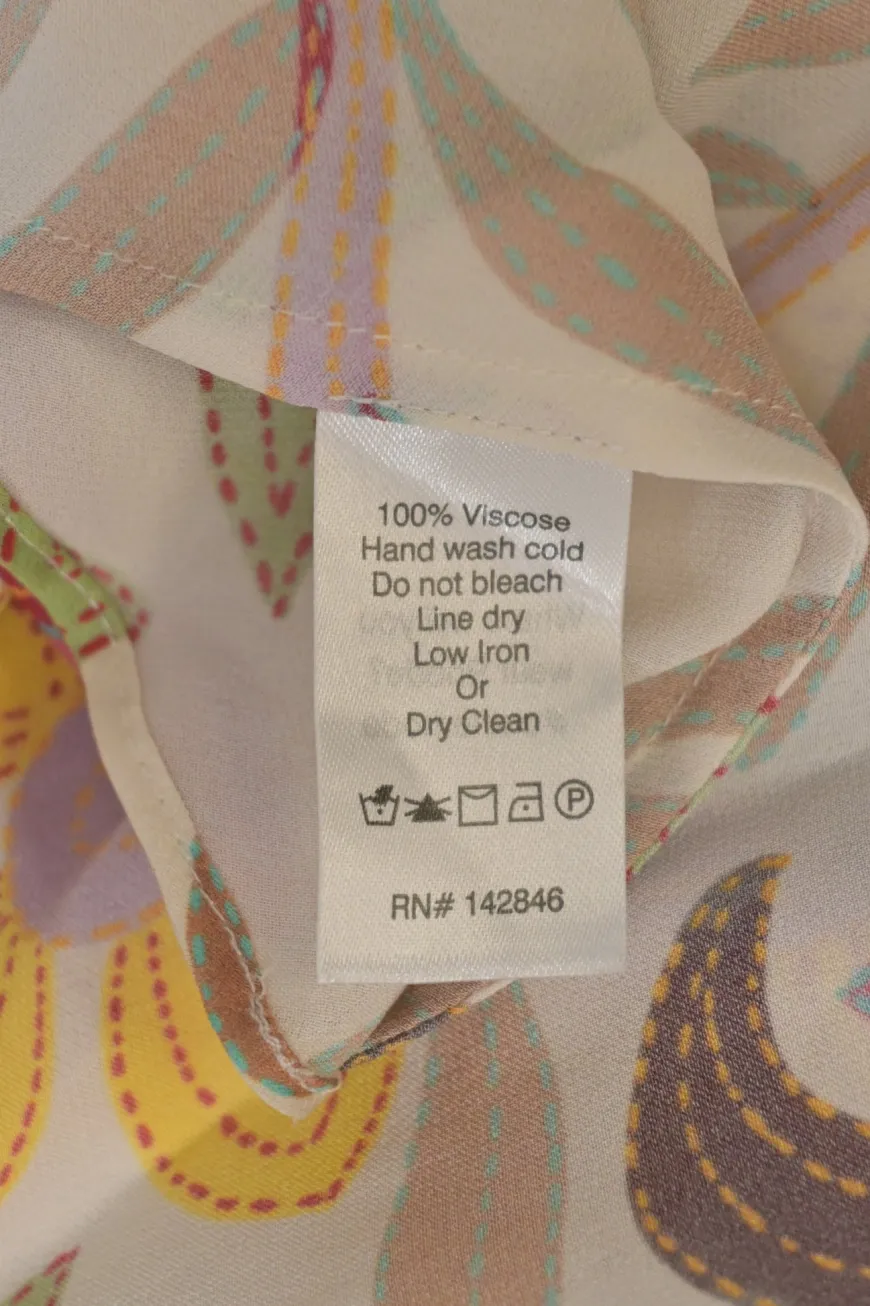 100% Viscose
Hand wash cold
Do not bleach
Line dry
Low Iron
Or
Dry Clean
P
RN# 142846